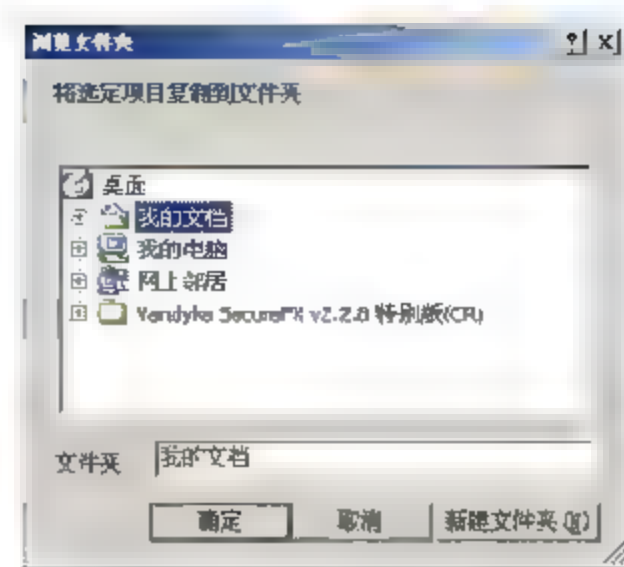 浏览文件夹
将选定项目复制到文件夹
桌面
我的文档
我的电脑
网上邻居
Vandyke SecureFX v2.2.8 特别版(CR)
文件夹 我的文档
确定 取消 新建文件夹(N)